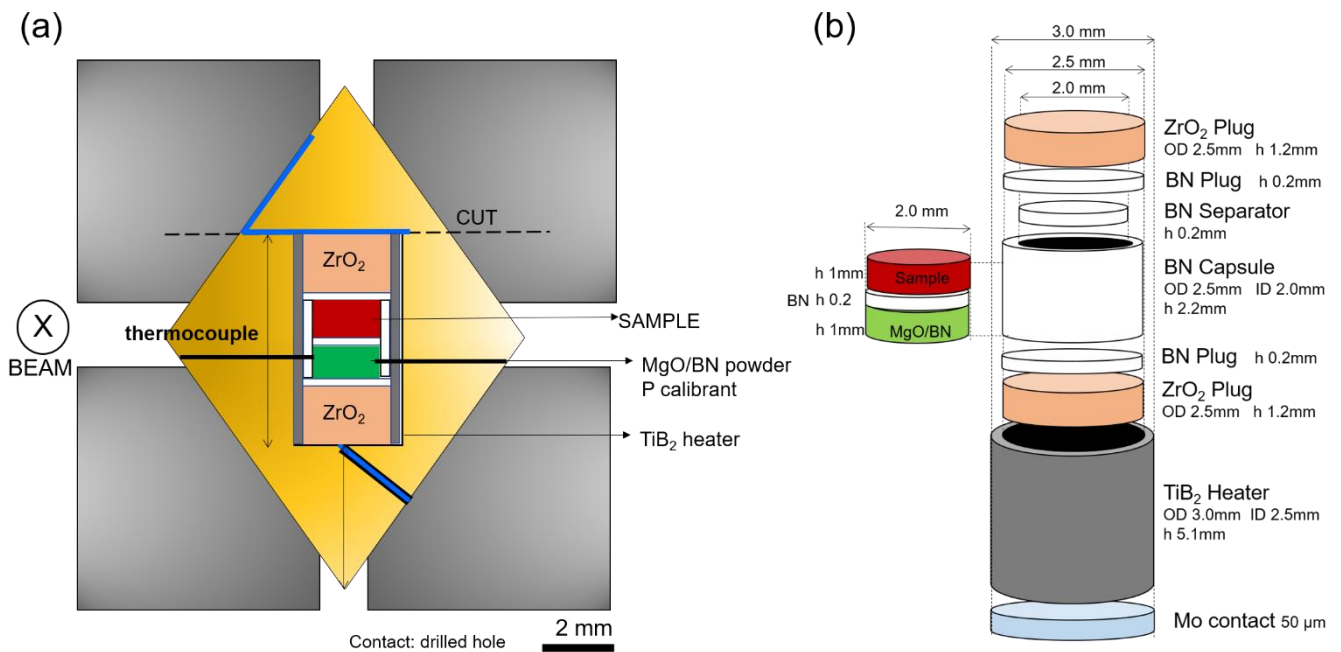 (a)
CUT
ZrO₂
X
BEAM
thermocouple
SAMPLE
MgO/BN powder
P calibrant
ZrO₂
TiB₂ heater
Contact: drilled hole
2 mm
(b)
3.0 mm
2.5 mm
2.0 mm
ZrO₂ Plug
OD 2.5mm h 1.2mm
BN Plug h 0.2mm
BN Separator
h 0.2mm
BN Capsule
OD 2.5mm ID 2.0mm
h 2.2mm
2.0 mm
h 1mm
Sample
BN h 0.2
h 1mm
MgO/BN
BN Plug h 0.2mm
ZrO₂ Plug
OD 2.5mm h 1.2mm
TiB₂ Heater
OD 3.0mm ID 2.5mm
h 5.1mm
Mo contact 50 µm